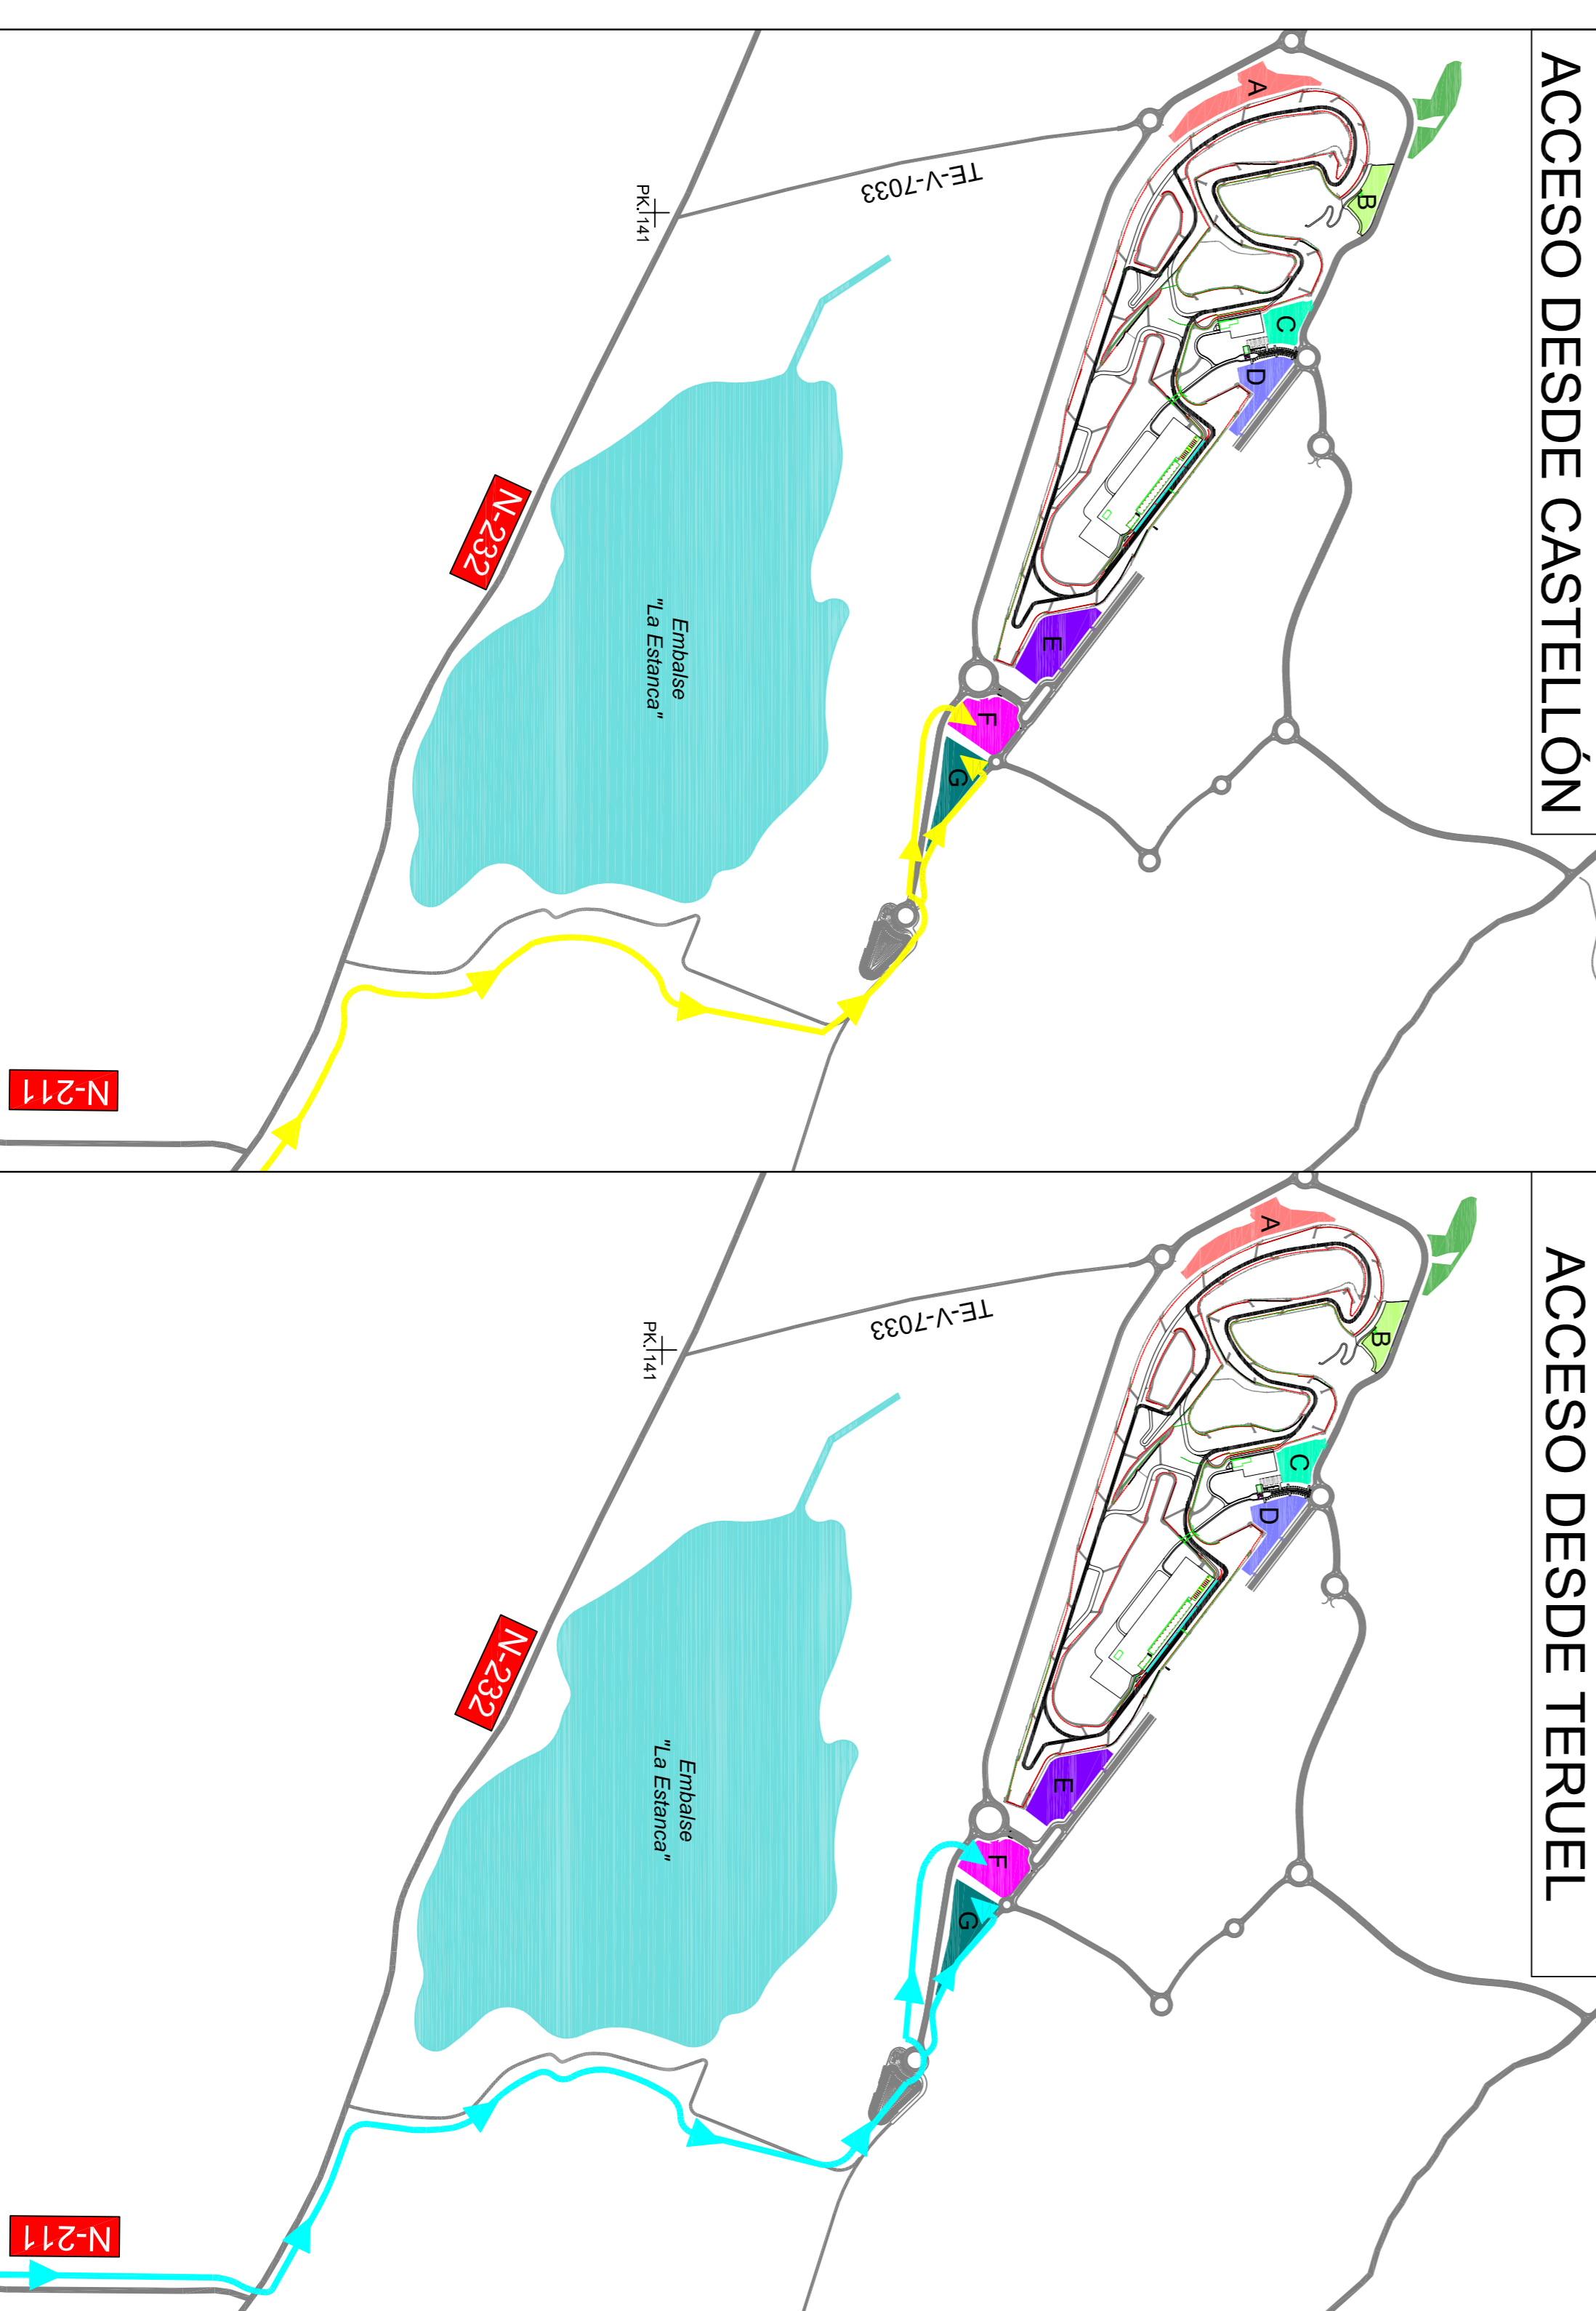 ACCESO DESDE CASTELLÓN
A
B
TE-V-7033
PK. 141
C
D
N-232
Embalse
"La Estanca"
E
F
G
N-211
ACCESO DESDE TERUEL
A
B
TE-V-7033
PK. 141
C
D
N-232
Embalse
"La Estanca"
E
F
G
N-211